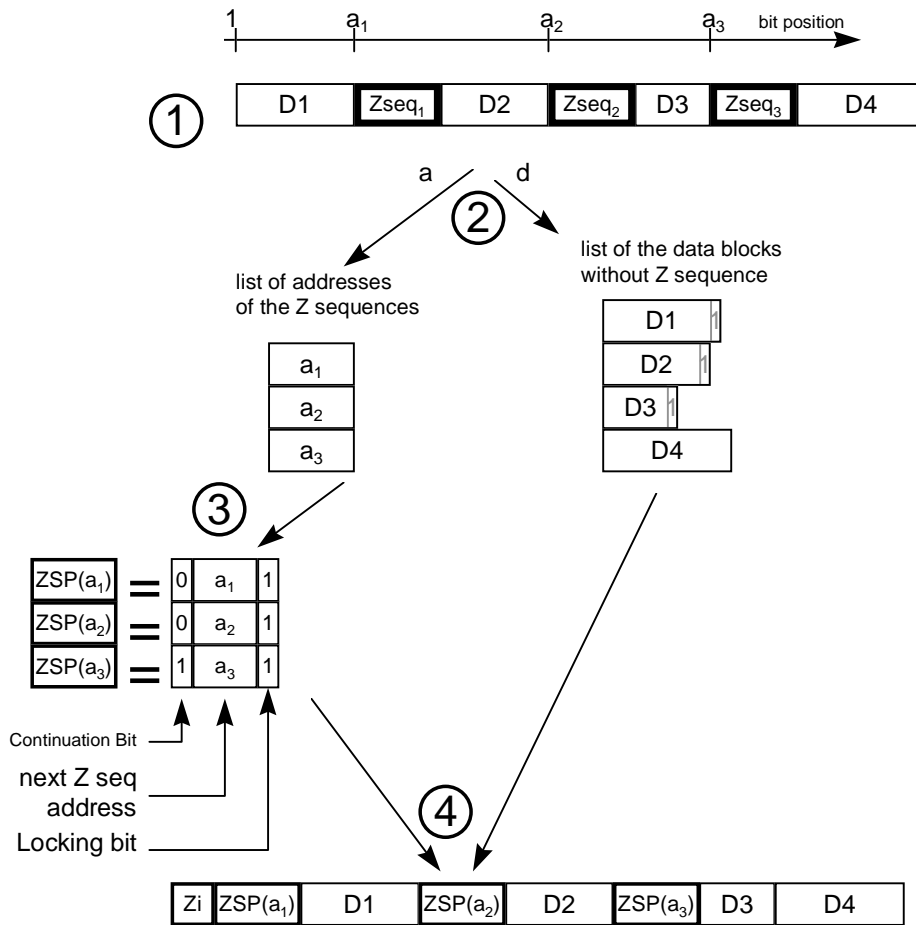 1 a₁ a₂ a₃ bit position
D1 Zseq₁ D2 Zseq₂ D3 Zseq₃ D4
1
a d
2
list of addresses
of the Z sequences
list of the data blocks
without Z sequence
D1 1
D2 1
D3 1
D4
a₁
a₂
a₃
3
ZSP(a₁) = 0 a₁ 1
ZSP(a₂) = 0 a₂ 1
ZSP(a₃) = 1 a₃ 1
Continuation Bit
next Z seq
address
Locking bit
4
Zi ZSP(a₁) D1 ZSP(a₂) D2 ZSP(a₃) D3 D4